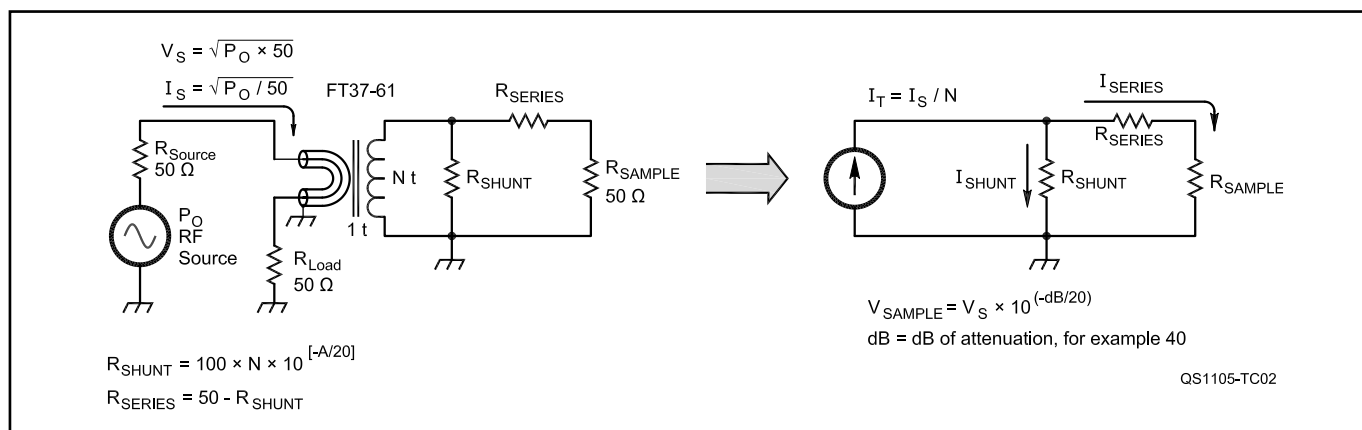 V_S = √(P_O × 50)
I_S = √(P_O / 50)
FT37-61
R_Source
50 Ω
P_O
RF
Source
R_Load
50 Ω
1 t
N t
R_SHUNT
R_SERIES
R_SAMPLE
50 Ω
I_T = I_S / N
I_SERIES
R_SERIES
I_SHUNT
R_SHUNT
R_SAMPLE
R_SHUNT = 100 × N × 10^[-A/20]
R_SERIES = 50 - R_SHUNT
V_SAMPLE = V_S × 10^(-dB/20)
dB = dB of attenuation, for example 40
QS1105-TC02